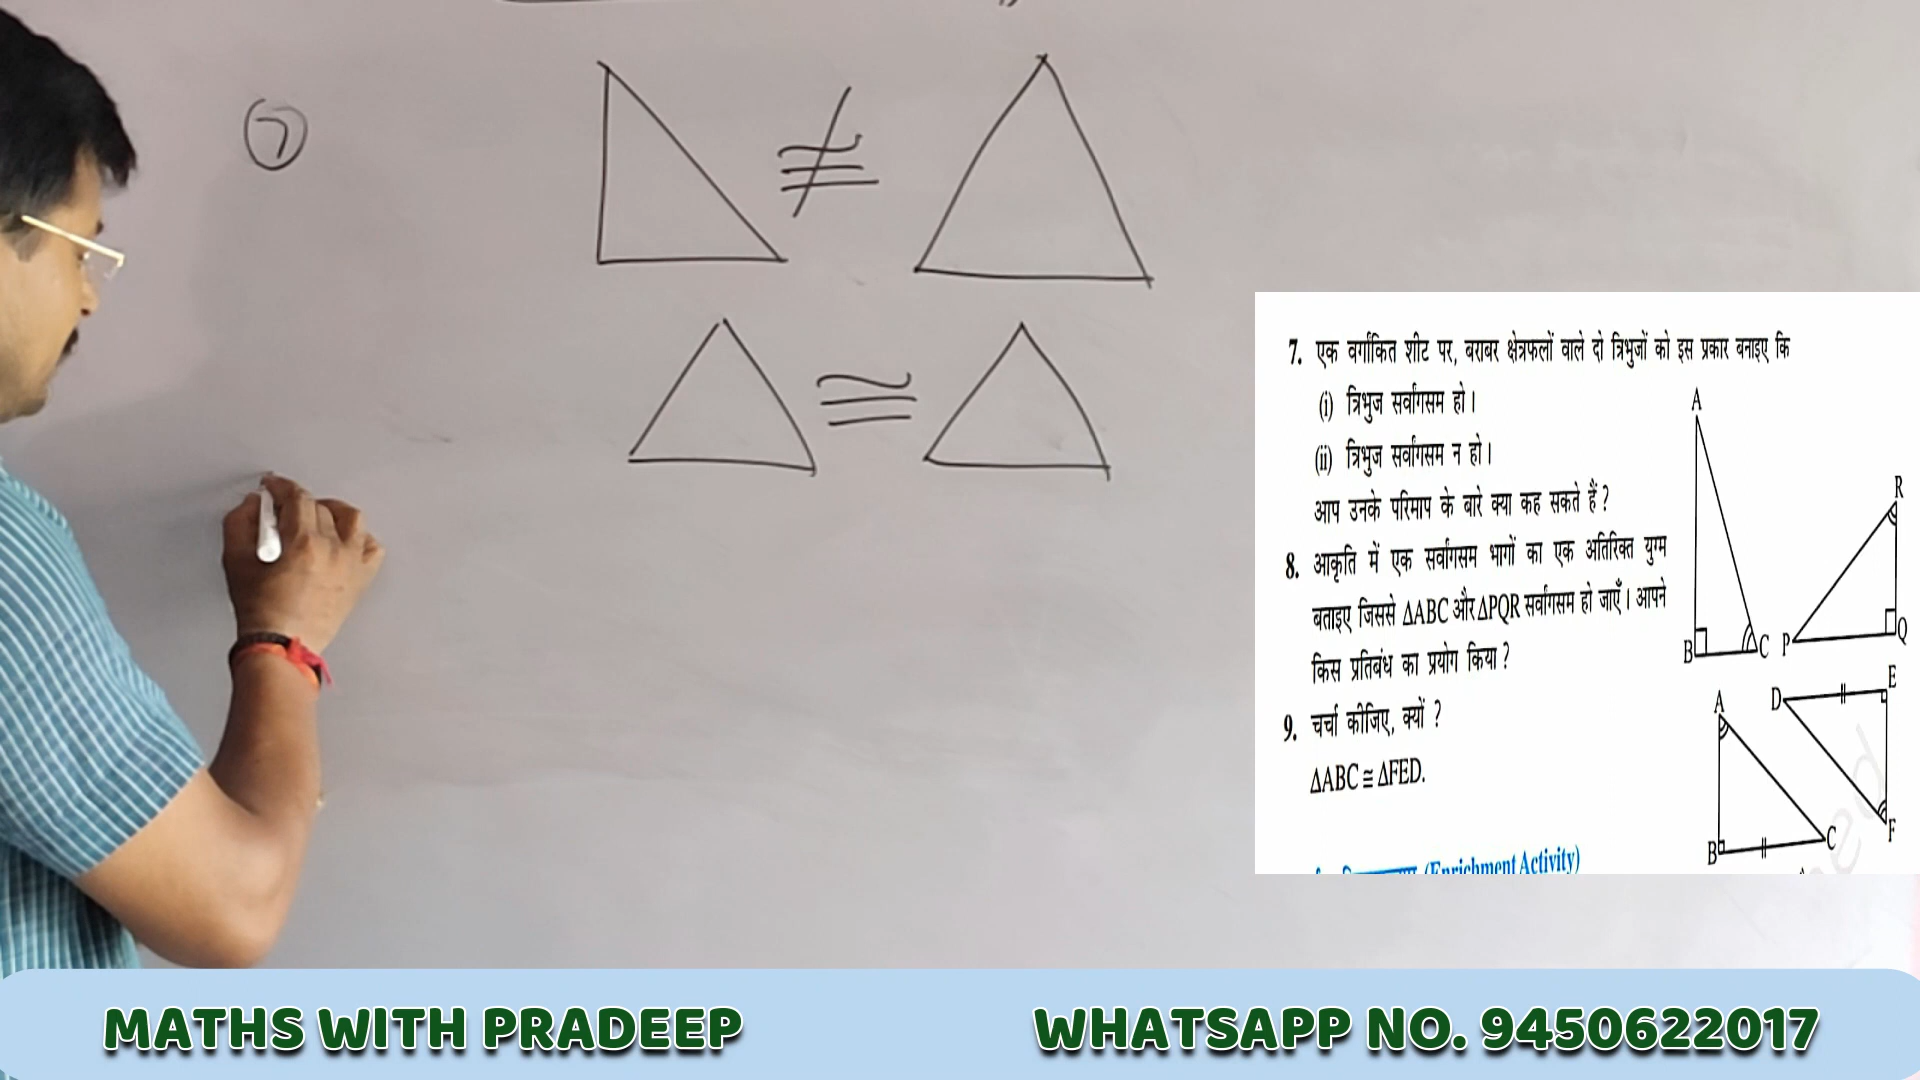 7
≇
≅
7. एक वर्गांकित शीट पर, बराबर क्षेत्रफलों वाले दो त्रिभुजों को इस प्रकार बनाइए कि
(i) त्रिभुज सर्वांगसम हो।
(ii) त्रिभुज सर्वांगसम न हो।
आप उनके परिमाप के बारे क्या कह सकते हैं ?
8. आकृति में एक सर्वांगसम भागों का एक अतिरिक्त युग्म
बताइए जिससे ΔABC और ΔPQR सर्वांगसम हो जाएँ। आपने
किस प्रतिबंध का प्रयोग किया ?
A
B
C
P
Q
R
9. चर्चा कीजिए, क्यों ?
ΔABC ≅ ΔFED.
A
B
C
D
E
F
(Enrichment Activity)
MATHS WITH PRADEEP
WHATSAPP NO. 9450622017